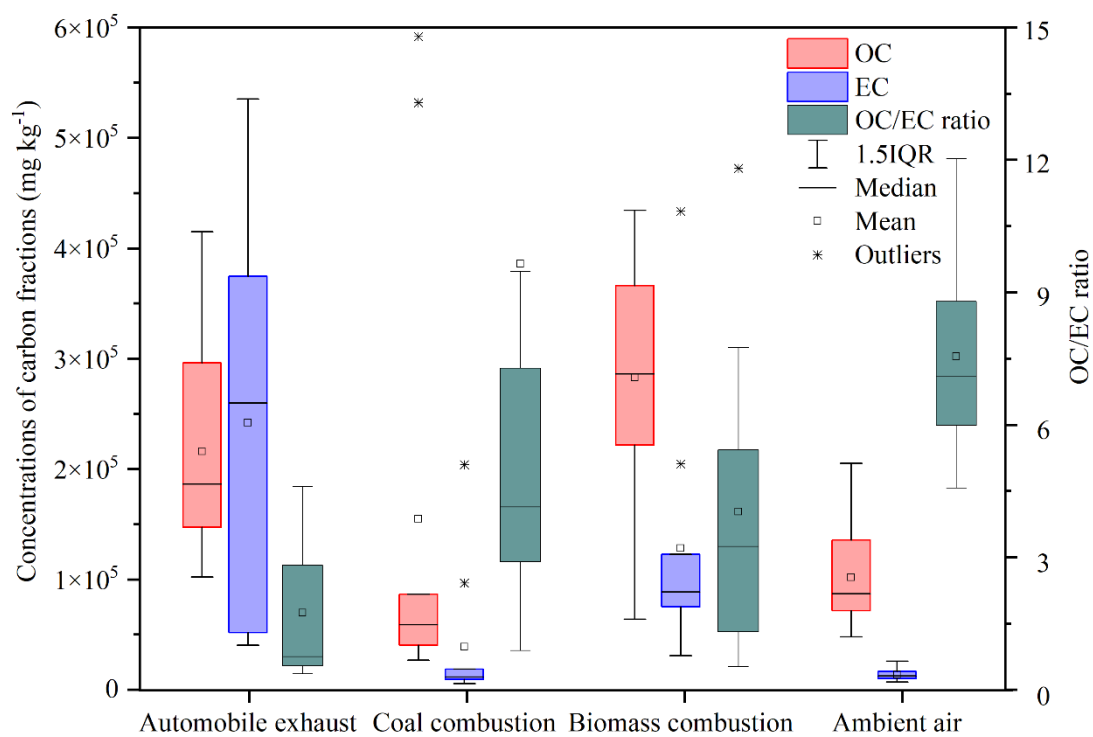 6×10⁵
5×10⁵
4×10⁵
3×10⁵
2×10⁵
1×10⁵
0
Concentrations of carbon fractions (mg kg⁻¹)
OC
EC
OC/EC ratio
1.5IQR
Median
Mean
Outliers
15
12
9
6
3
0
OC/EC ratio
Automobile exhaust
Coal combustion
Biomass combustion
Ambient air